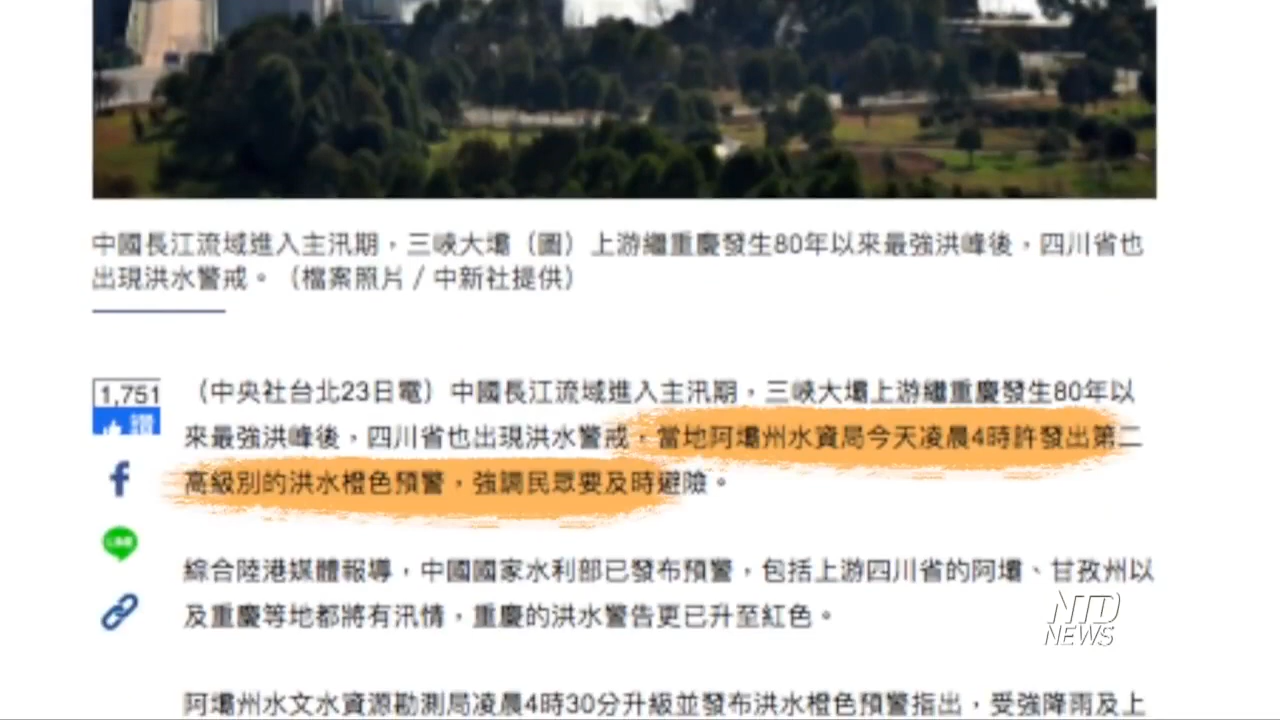 中國長江流域進入主汛期，三峽大壩（圖）上游繼重慶發生80年以來最強洪峰後，四川省也
出現洪水警戒。（檔案照片／中新社提供）
1,751
讚
（中央社台北23日電）中國長江流域進入主汛期，三峽大壩上游繼重慶發生80年以
來最強洪峰後，四川省也出現洪水警戒，當地阿壩州水資局今天凌晨4時許發出第二
高級別的洪水橙色預警，強調民眾要及時避險。
綜合陸港媒體報導，中國國家水利部已發布預警，包括上游四川省的阿壩、甘孜州以
及重慶等地都將有汛情，重慶的洪水警告更已升至紅色。
NTD
NEWS
阿壩州水文水資源勘測局凌晨4時30分升級並發布洪水橙色預警指出，受強降雨及上